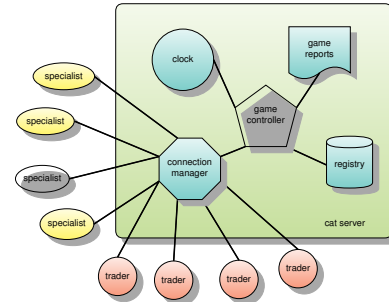 clock
game
reports
specialist
specialist
game
controller
connection
manager
registry
specialist
specialist
cat server
trader
trader
trader
trader